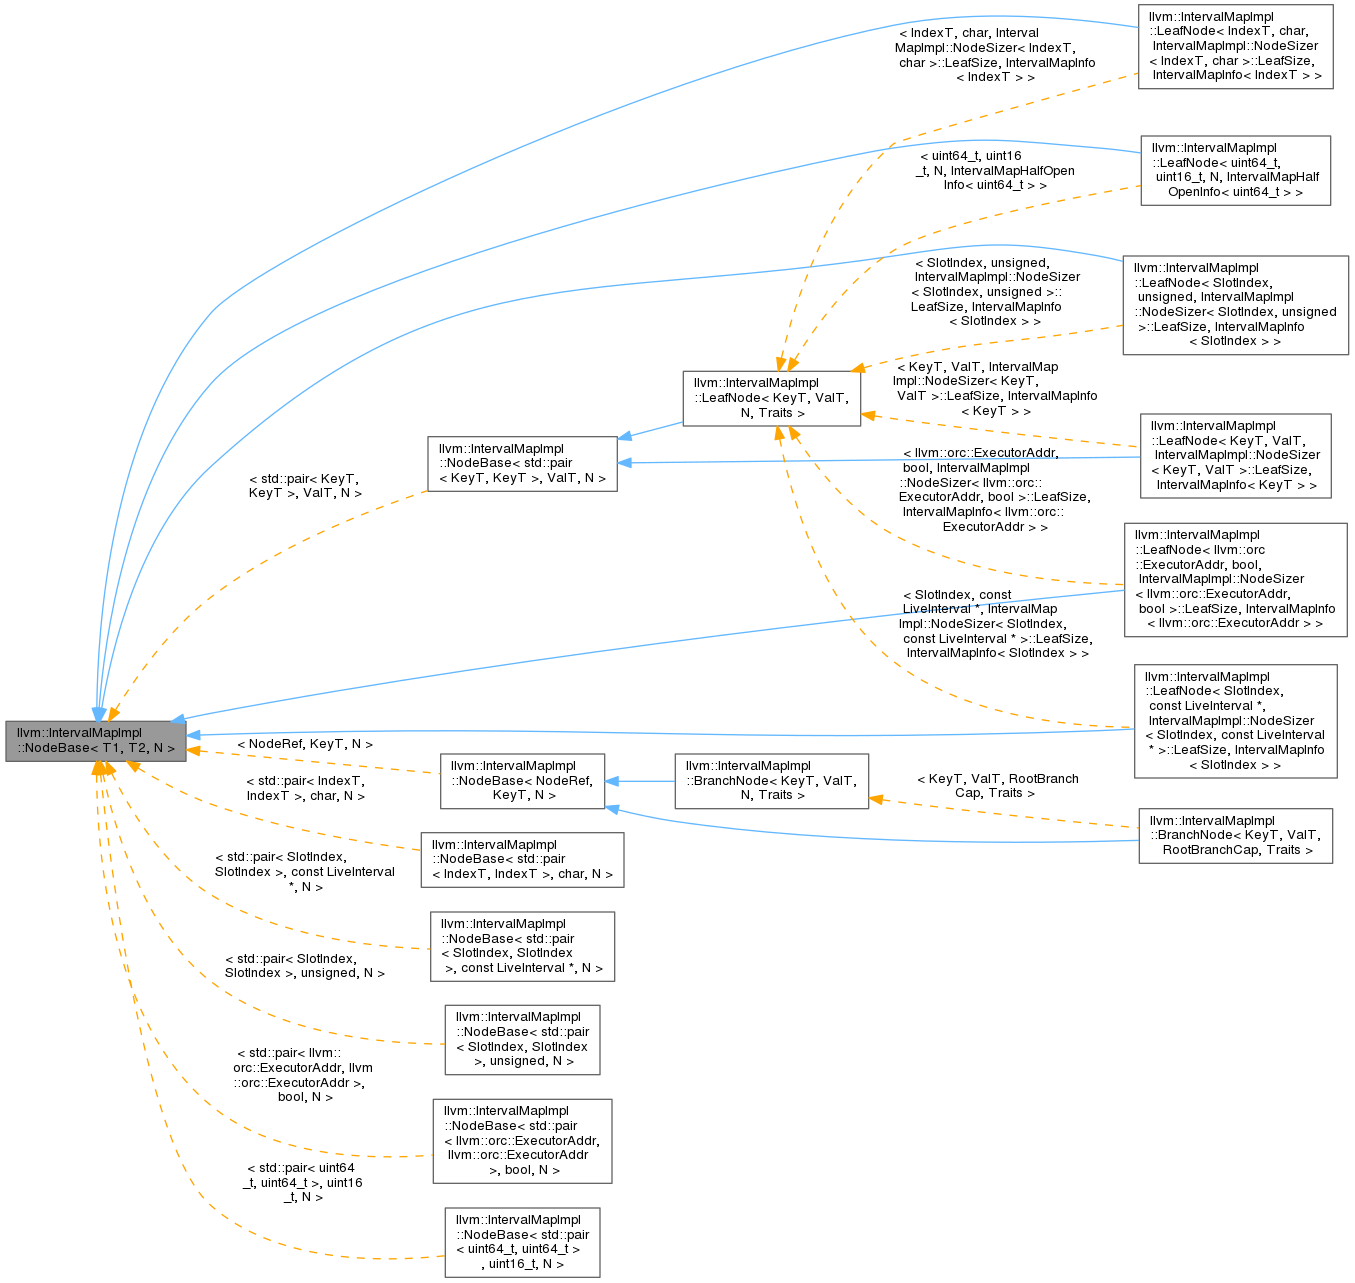 llvm::IntervalMapImpl
::LeafNode< IndexT, char,
IntervalMapImpl::NodeSizer
< IndexT, char >::LeafSize,
IntervalMapInfo< IndexT > >
< IndexT, char, Interval
MapImpl::NodeSizer< IndexT,
char >::LeafSize, IntervalMapInfo
< IndexT > >
llvm::IntervalMapImpl
::LeafNode< uint64_t,
uint16_t, N, IntervalMapHalf
OpenInfo< uint64_t > >
< uint64_t, uint16
_t, N, IntervalMapHalfOpen
Info< uint64_t > >
llvm::IntervalMapImpl
::LeafNode< SlotIndex,
unsigned, IntervalMapImpl
::NodeSizer< SlotIndex, unsigned
>::LeafSize, IntervalMapInfo
< SlotIndex > >
< SlotIndex, unsigned,
IntervalMapImpl::NodeSizer
< SlotIndex, unsigned >::
LeafSize, IntervalMapInfo
< SlotIndex > >
llvm::IntervalMapImpl
::LeafNode< KeyT, ValT,
N, Traits >
< KeyT, ValT, IntervalMap
Impl::NodeSizer< KeyT,
ValT >::LeafSize, IntervalMapInfo
< KeyT > >
llvm::IntervalMapImpl
::LeafNode< KeyT, ValT,
IntervalMapImpl::NodeSizer
< KeyT, ValT >::LeafSize,
IntervalMapInfo< KeyT > >
llvm::IntervalMapImpl
::NodeBase< std::pair
< KeyT, KeyT >, ValT, N >
< std::pair< KeyT,
KeyT >, ValT, N >
< llvm::orc::ExecutorAddr,
bool, IntervalMapImpl
::NodeSizer< llvm::orc::
ExecutorAddr, bool >::LeafSize,
IntervalMapInfo< llvm::orc::
ExecutorAddr > >
llvm::IntervalMapImpl
::LeafNode< llvm::orc
::ExecutorAddr, bool,
IntervalMapImpl::NodeSizer
< llvm::orc::ExecutorAddr,
bool >::LeafSize, IntervalMapInfo
< llvm::orc::ExecutorAddr > >
< SlotIndex, const
LiveInterval *, IntervalMap
Impl::NodeSizer< SlotIndex,
const LiveInterval * >::LeafSize,
IntervalMapInfo< SlotIndex > >
llvm::IntervalMapImpl
::LeafNode< SlotIndex,
const LiveInterval *,
IntervalMapImpl::NodeSizer
< SlotIndex, const LiveInterval
* >::LeafSize, IntervalMapInfo
< SlotIndex > >
llvm::IntervalMapImpl
::NodeBase< T1, T2, N >
< NodeRef, KeyT, N >
llvm::IntervalMapImpl
::NodeBase< NodeRef,
KeyT, N >
llvm::IntervalMapImpl
::BranchNode< KeyT, ValT,
N, Traits >
< KeyT, ValT, RootBranch
Cap, Traits >
llvm::IntervalMapImpl
::BranchNode< KeyT, ValT,
RootBranchCap, Traits >
< std::pair< IndexT,
IndexT >, char, N >
llvm::IntervalMapImpl
::NodeBase< std::pair
< IndexT, IndexT >, char, N >
< std::pair< SlotIndex,
SlotIndex >, const LiveInterval
*, N >
llvm::IntervalMapImpl
::NodeBase< std::pair
< SlotIndex, SlotIndex
>, const LiveInterval *, N >
< std::pair< SlotIndex,
SlotIndex >, unsigned, N >
llvm::IntervalMapImpl
::NodeBase< std::pair
< SlotIndex, SlotIndex
>, unsigned, N >
< std::pair< llvm::
orc::ExecutorAddr, llvm
::orc::ExecutorAddr >,
bool, N >
llvm::IntervalMapImpl
::NodeBase< std::pair
< llvm::orc::ExecutorAddr,
llvm::orc::ExecutorAddr
>, bool, N >
< std::pair< uint64
_t, uint64_t >, uint16
_t, N >
llvm::IntervalMapImpl
::NodeBase< std::pair
< uint64_t, uint64_t >
, uint16_t, N >